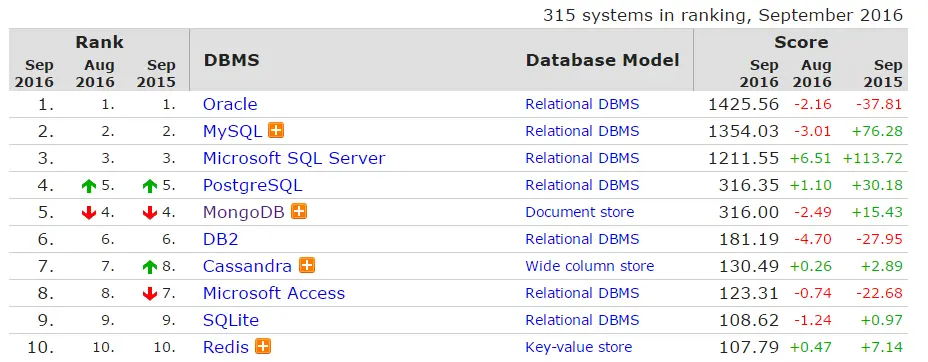 315 systems in ranking, September 2016
Rank DBMS Database Model Score
Sep 2016 Aug 2016 Sep 2015 Sep 2016 Aug 2016 Sep 2015
1. 1. 1. Oracle Relational DBMS 1425.56 -2.16 -37.81
2. 2. 2. MySQL Relational DBMS 1354.03 -3.01 +76.28
3. 3. 3. Microsoft SQL Server Relational DBMS 1211.55 +6.51 +113.72
4. 5. 5. PostgreSQL Relational DBMS 316.35 +1.10 +30.18
5. 4. 4. MongoDB Document store 316.00 -2.49 +15.43
6. 6. 6. DB2 Relational DBMS 181.19 -4.70 -27.95
7. 7. 8. Cassandra Wide column store 130.49 +0.26 +2.89
8. 8. 7. Microsoft Access Relational DBMS 123.31 -0.74 -22.68
9. 9. 9. SQLite Relational DBMS 108.62 -1.24 +0.97
10. 10. 10. Redis Key-value store 107.79 +0.47 +7.14